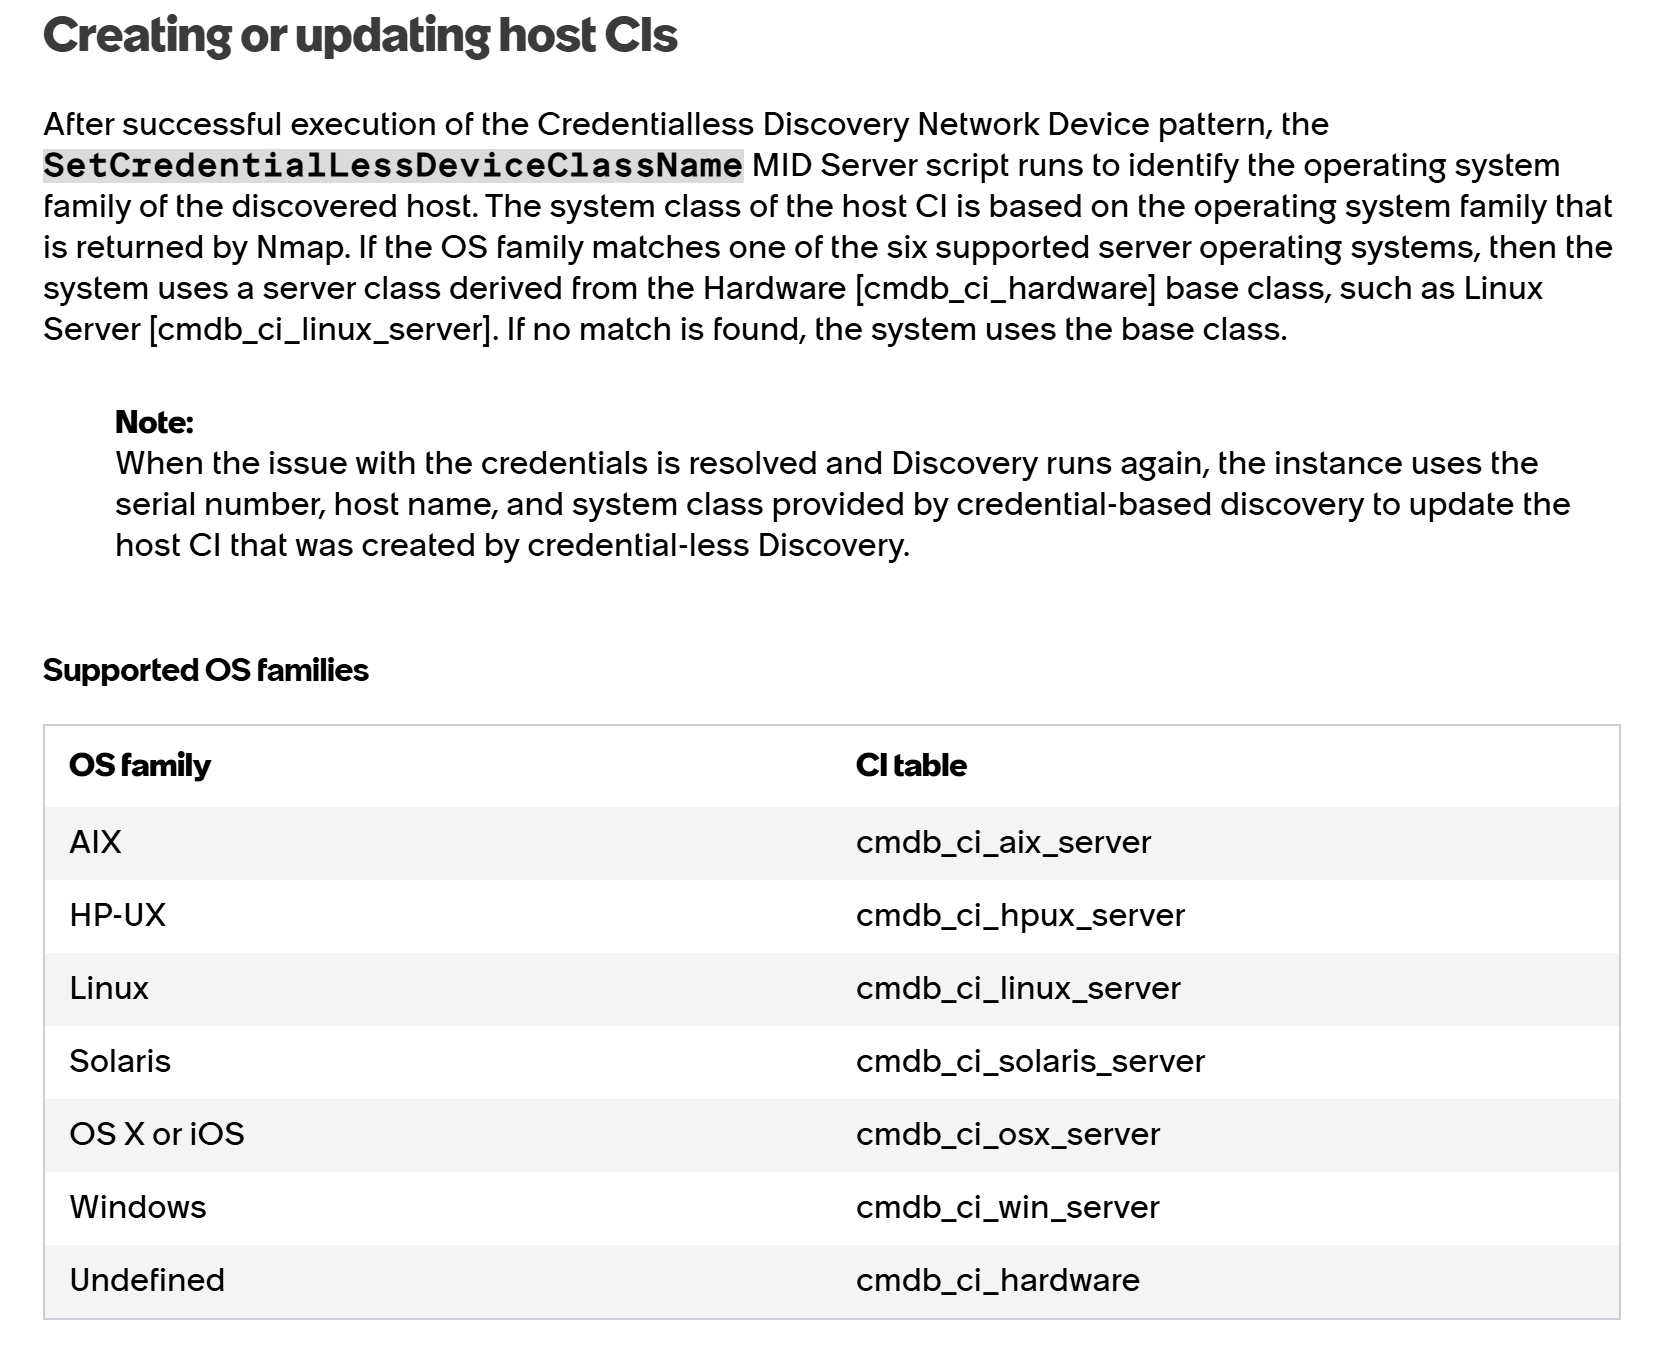 Creating or updating host CIs
After successful execution of the Credentialless Discovery Network Device pattern, the
SetCredentialLessDeviceClassName MID Server script runs to identify the operating system
family of the discovered host. The system class of the host CI is based on the operating system family that
is returned by Nmap. If the OS family matches one of the six supported server operating systems, then the
system uses a server class derived from the Hardware [cmdb_ci_hardware] base class, such as Linux
Server [cmdb_ci_linux_server]. If no match is found, the system uses the base class.
Note:
When the issue with the credentials is resolved and Discovery runs again, the instance uses the
serial number, host name, and system class provided by credential-based discovery to update the
host CI that was created by credential-less Discovery.
Supported OS families
OS family CI table
AIX cmdb_ci_aix_server
HP-UX cmdb_ci_hpux_server
Linux cmdb_ci_linux_server
Solaris cmdb_ci_solaris_server
OS X or iOS cmdb_ci_osx_server
Windows cmdb_ci_win_server
Undefined cmdb_ci_hardware